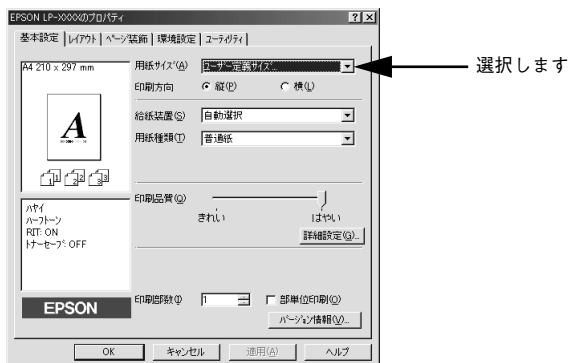 EPSON LP-XXXXのプロパティ
基本設定 レイアウト ページ装飾 環境設定 ユーティリティ
A4 210 x 297 mm
用紙サイズ(A) ユーザー定義サイズ...
選択します
印刷方向 縦(P) 横(L)
A
給紙装置(S) 自動選択
用紙種類(T) 普通紙
1 1 2 2 3 3
印刷品質(Q)
きれい はやい
詳細設定(G)...
ハヤイ
ハーフトーン
RIT: ON
トナーセーブ: OFF
EPSON
印刷部数(I) 1 部単位印刷(O)
バージョン情報(V)...
OK キャンセル 適用(A) ヘルプ